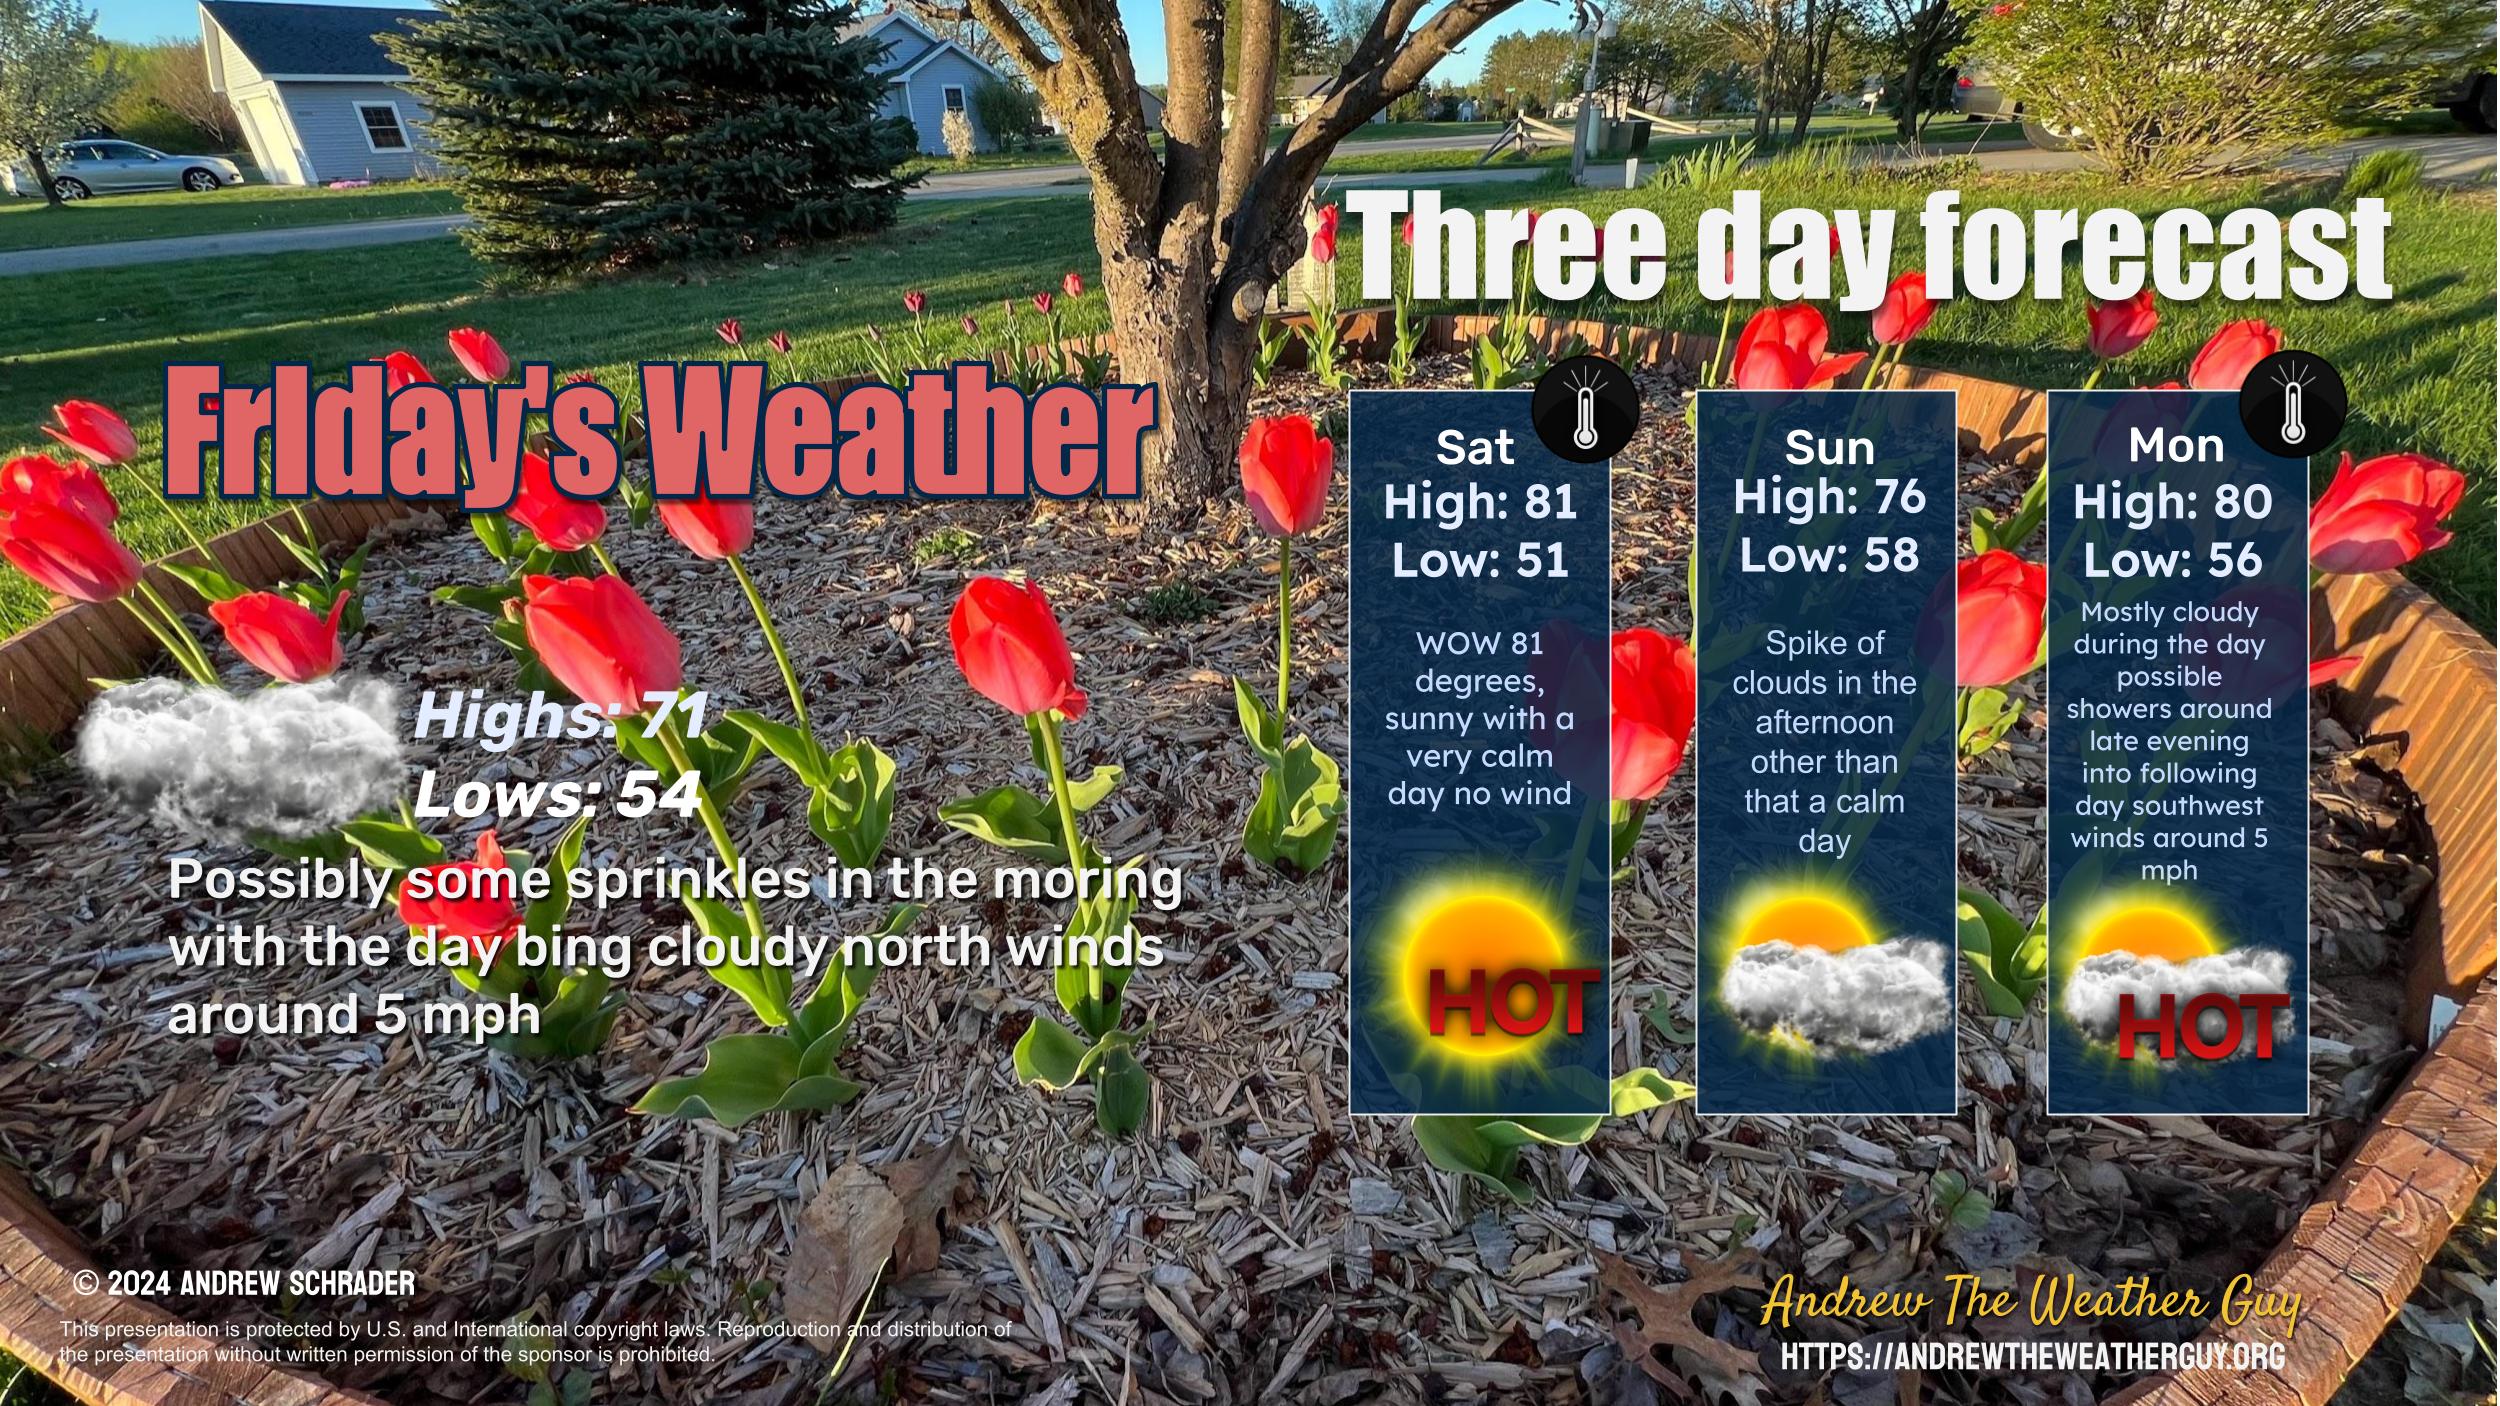 Three day forecast
FrIday's Weather
Highs: 71
Lows: 54
Possibly some sprinkles in the moring
with the day bing cloudy north winds
around 5 mph
Sat
High: 81
Low: 51
WOW 81
degrees,
sunny with a
very calm
day no wind
HOT
Sun
High: 76
Low: 58
Spike of
clouds in the
afternoon
other than
that a calm
day
Mon
High: 80
Low: 56
Mostly cloudy
during the day
possible
showers around
late evening
into following
day southwest
winds around 5
mph
HOT
© 2024 ANDREW SCHRADER
This presentation is protected by U.S. and International copyright laws. Reproduction and distribution of
the presentation without written permission of the sponsor is prohibited.
Andrew The Weather Guy
HTTPS://ANDREWTHEWEATHERGUY.ORG